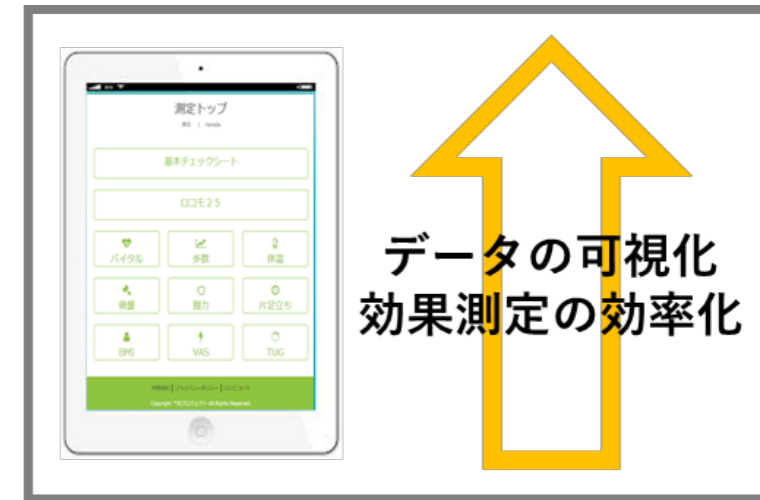 測定トップ
基本チェックシート
ロコモ25
バイタル
歩数
体温
骨量
握力
片足立ち
BMI
VAS
TUG
データの可視化
効果測定の効率化